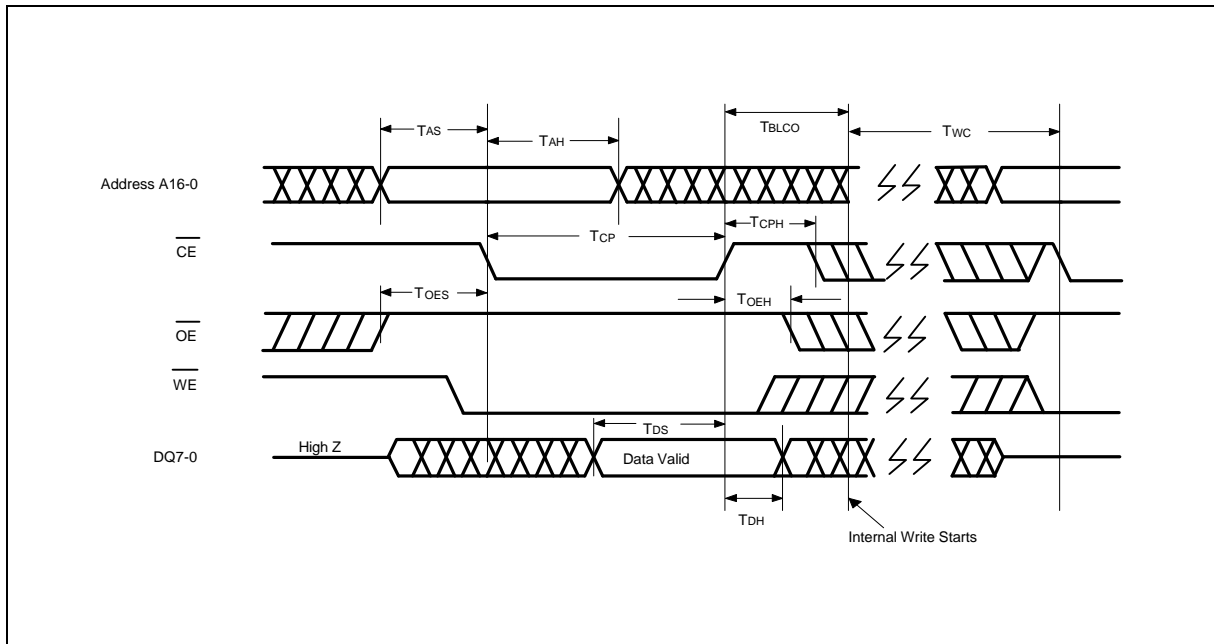 TAS
TAH
TBLCO
TWC
Address A16-0
TCPH
TCP
CE
TOES
TOEH
OE
WE
TDS
High Z
DQ7-0
Data Valid
TDH
Internal Write Starts